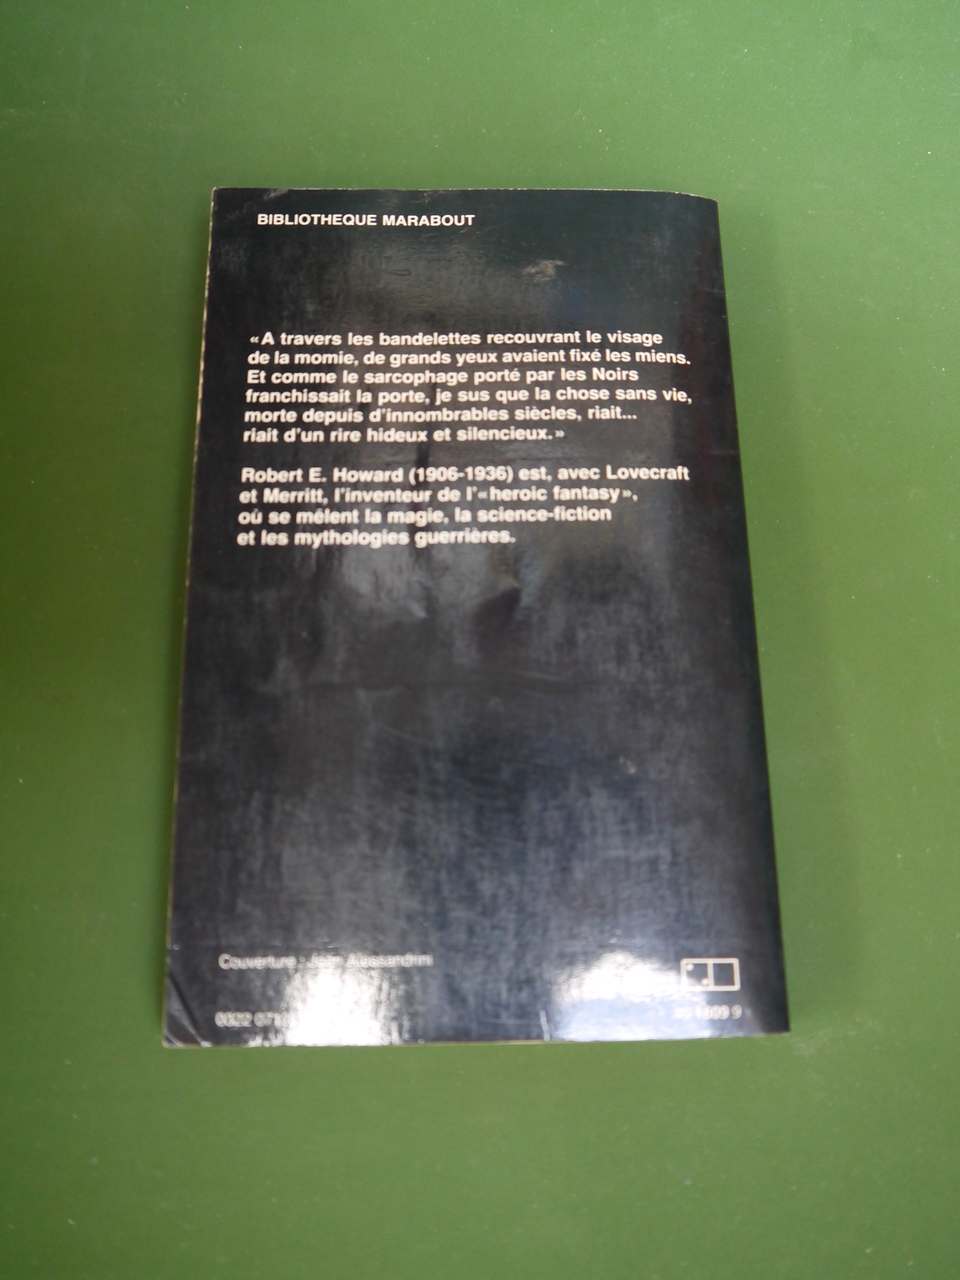 BIBLIOTHEQUE MARABOUT
«A travers les bandelettes recouvrant le visage
de la momie, de grands yeux avaient fixé les miens.
Et comme le sarcophage porté par les Noirs
franchissait la porte, je sus que la chose sans vie,
morte depuis d'innombrables siècles, riait...
riait d'un rire hideux et silencieux.»
Robert E. Howard (1906-1936) est, avec Lovecraft
et Merritt, l'inventeur de l'«heroic fantasy»,
où se mêlent la magie, la science-fiction
et les mythologies guerrières.
Couverture : Jean Alessandrini